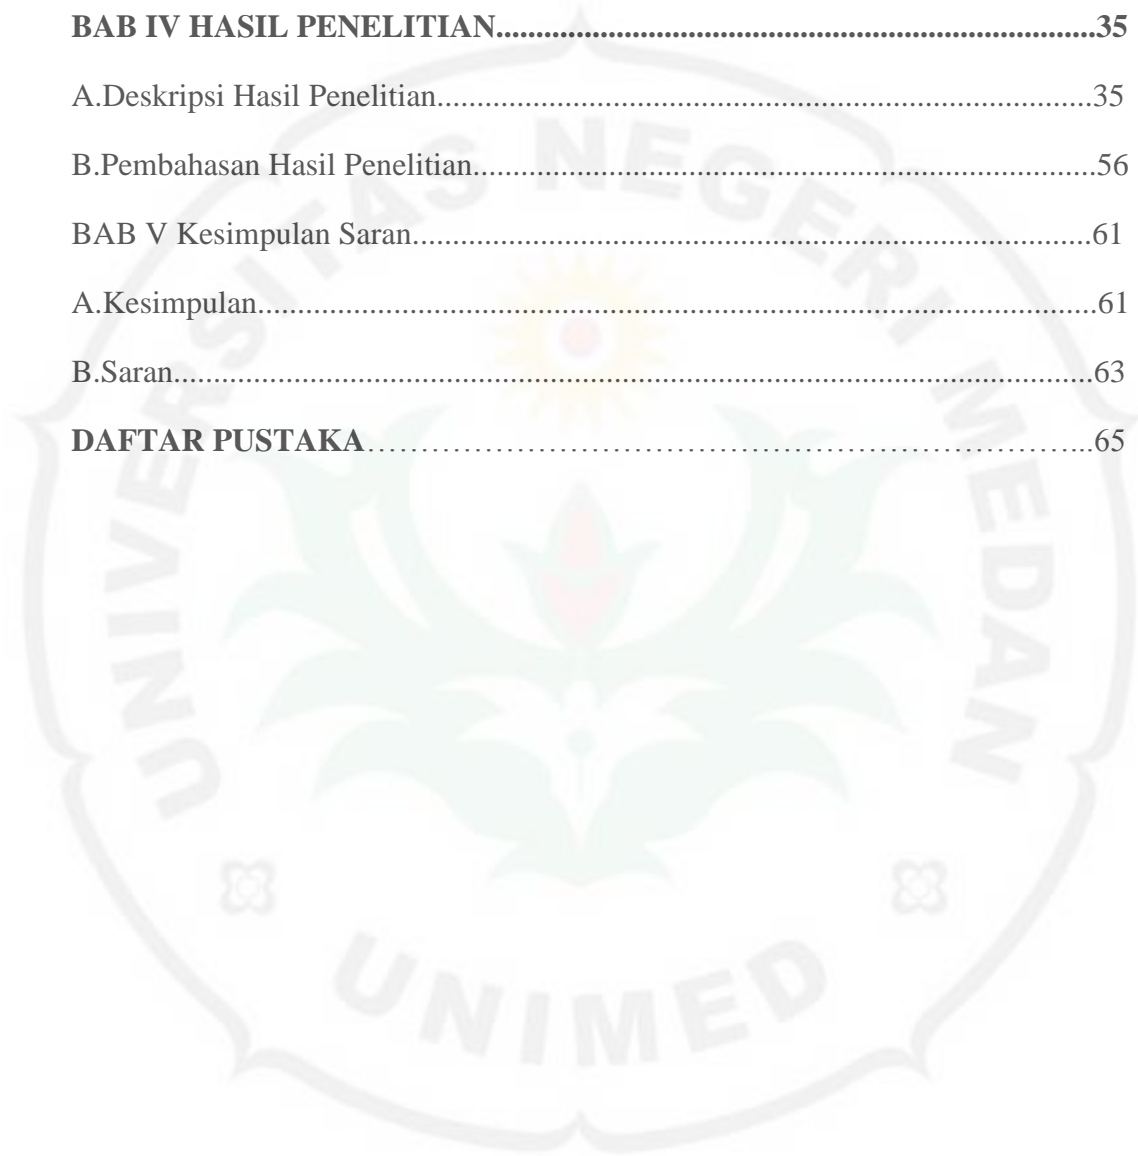 BAB IV HASIL PENELITIAN...........................................................................35
A.Deskripsi Hasil Penelitian..................................................................................35
B.Pembahasan Hasil Penelitian..............................................................................56
BAB V Kesimpulan Saran.....................................................................................61
A.Kesimpulan.........................................................................................................61
B.Saran...................................................................................................................63
DAFTAR PUSTAKA…………………………………………………………...65
UNIVERSITAS NEGERI MEDAN
UNIMED